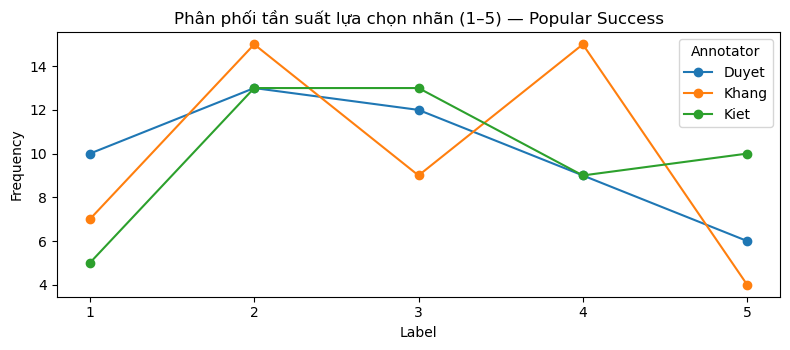 Phân phối tần suất lựa chọn nhãn (1–5) — Popular Success
Frequency
14
12
10
8
6
4
Annotator
Duyet
Khang
Kiet
1 2 3 4 5
Label